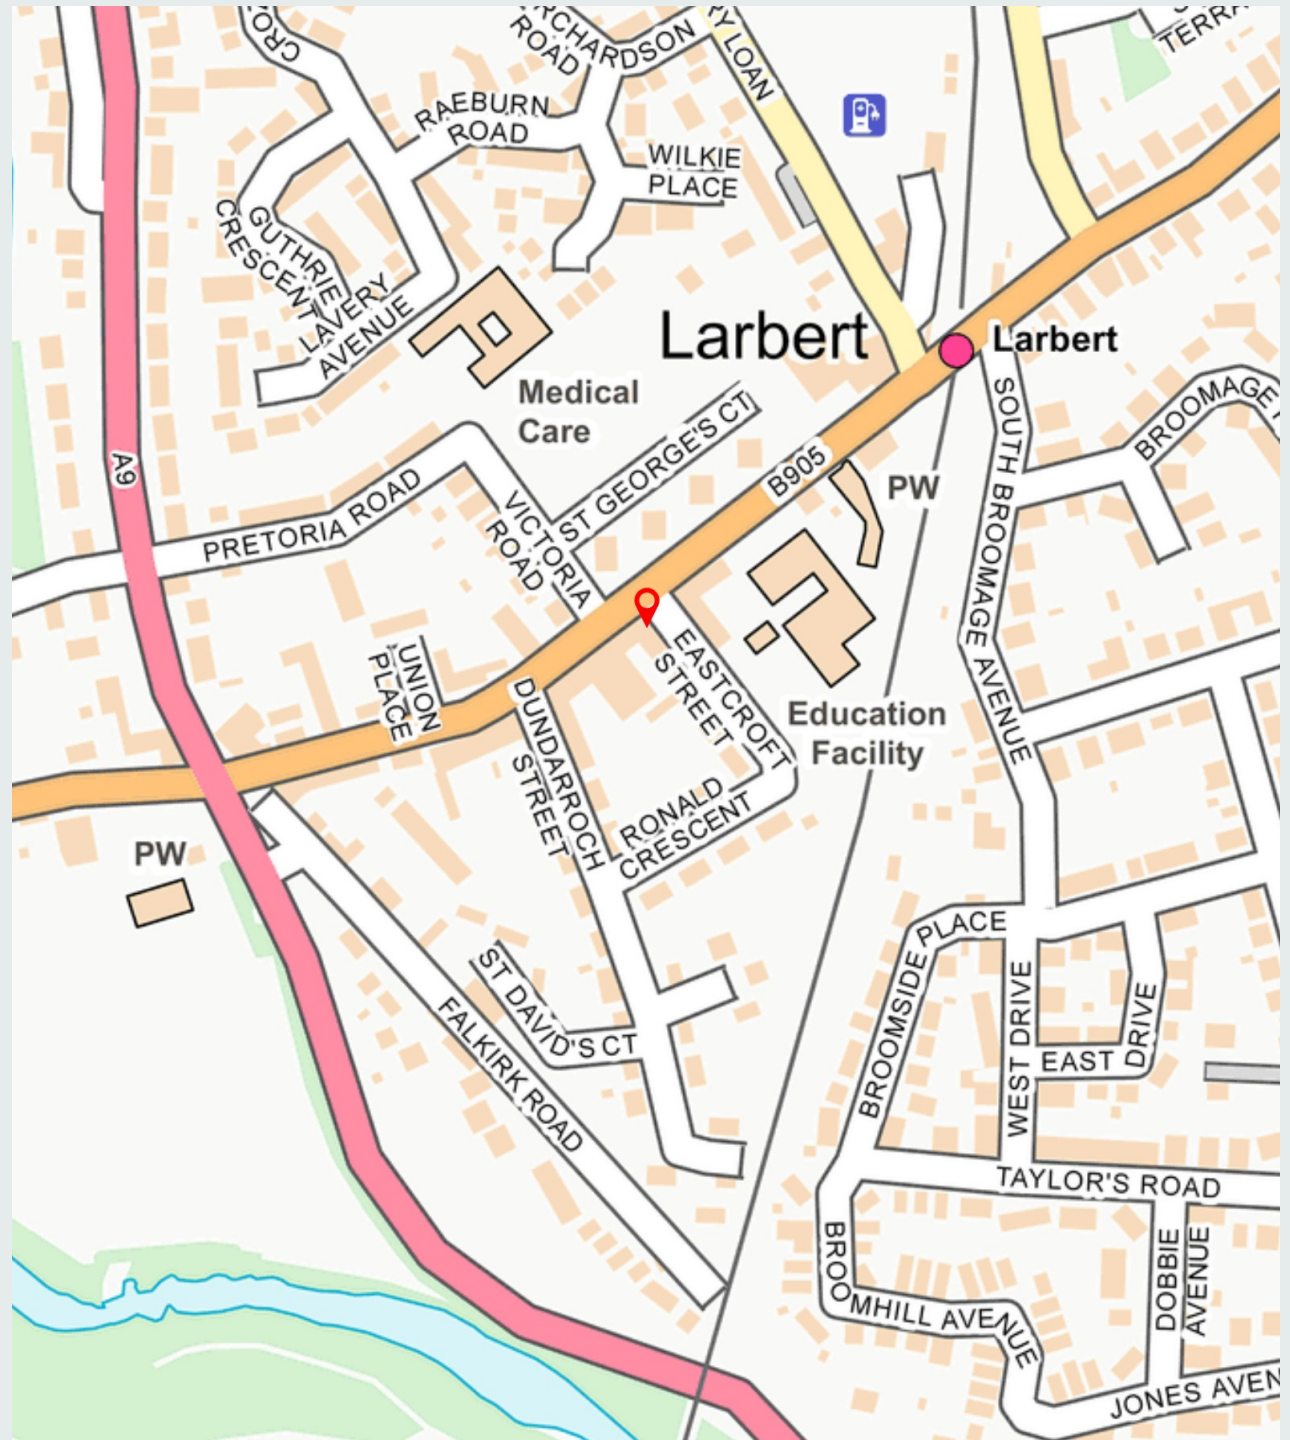 CRO
RCHARDSON
ROAD
RY LOAN
TERRA
RAEBURN
ROAD
WILKIE
PLACE
GUTHRIE
CRESCENT
LAVERY
AVENUE
Larbert
Larbert
Medical
Care
A9
PRETORIA ROAD
VICTORIA
ROAD
ST GEORGE'S CT
B905
PW
SOUTH BROOMAGE AVENUE
BROOMAGE
UNION
PLACE
DUNDARROCH
STREET
EASTCROFT
STREET
Education
Facility
RONALD
CRESCENT
PW
ST DAVID'S CT
FALKIRK ROAD
BROOMSIDE PLACE
WEST DRIVE
EAST DRIVE
TAYLOR'S ROAD
BROOMHILL AVENUE
DOBBIE
AVENUE
JONES AVEN